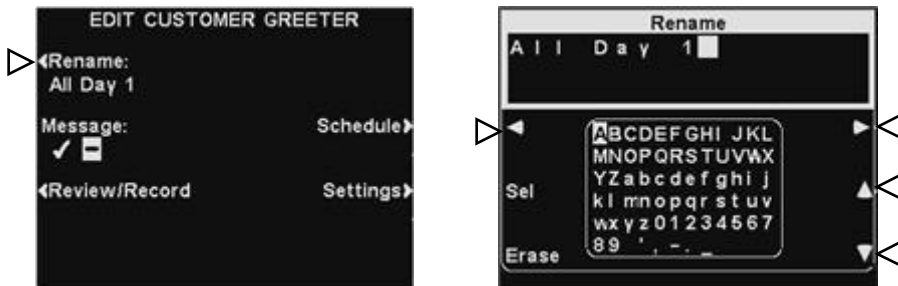 EDIT CUSTOMER GREETER
Rename:
All Day 1
Message:
Schedule
✓ −
Review/Record
Settings
Rename
All Day 1
ABCDEFGHIJKL
MNOPQRSTUVWX
YZabcdefghij
Sel
klmnopqrstuv
wxyz01234567
89 ' , - . _
Erase